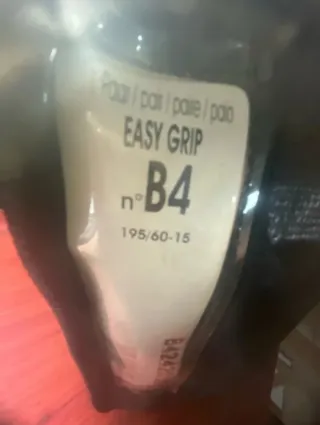 Paar / pair / paire / paio
EASY GRIP
n° B4
195/60-15